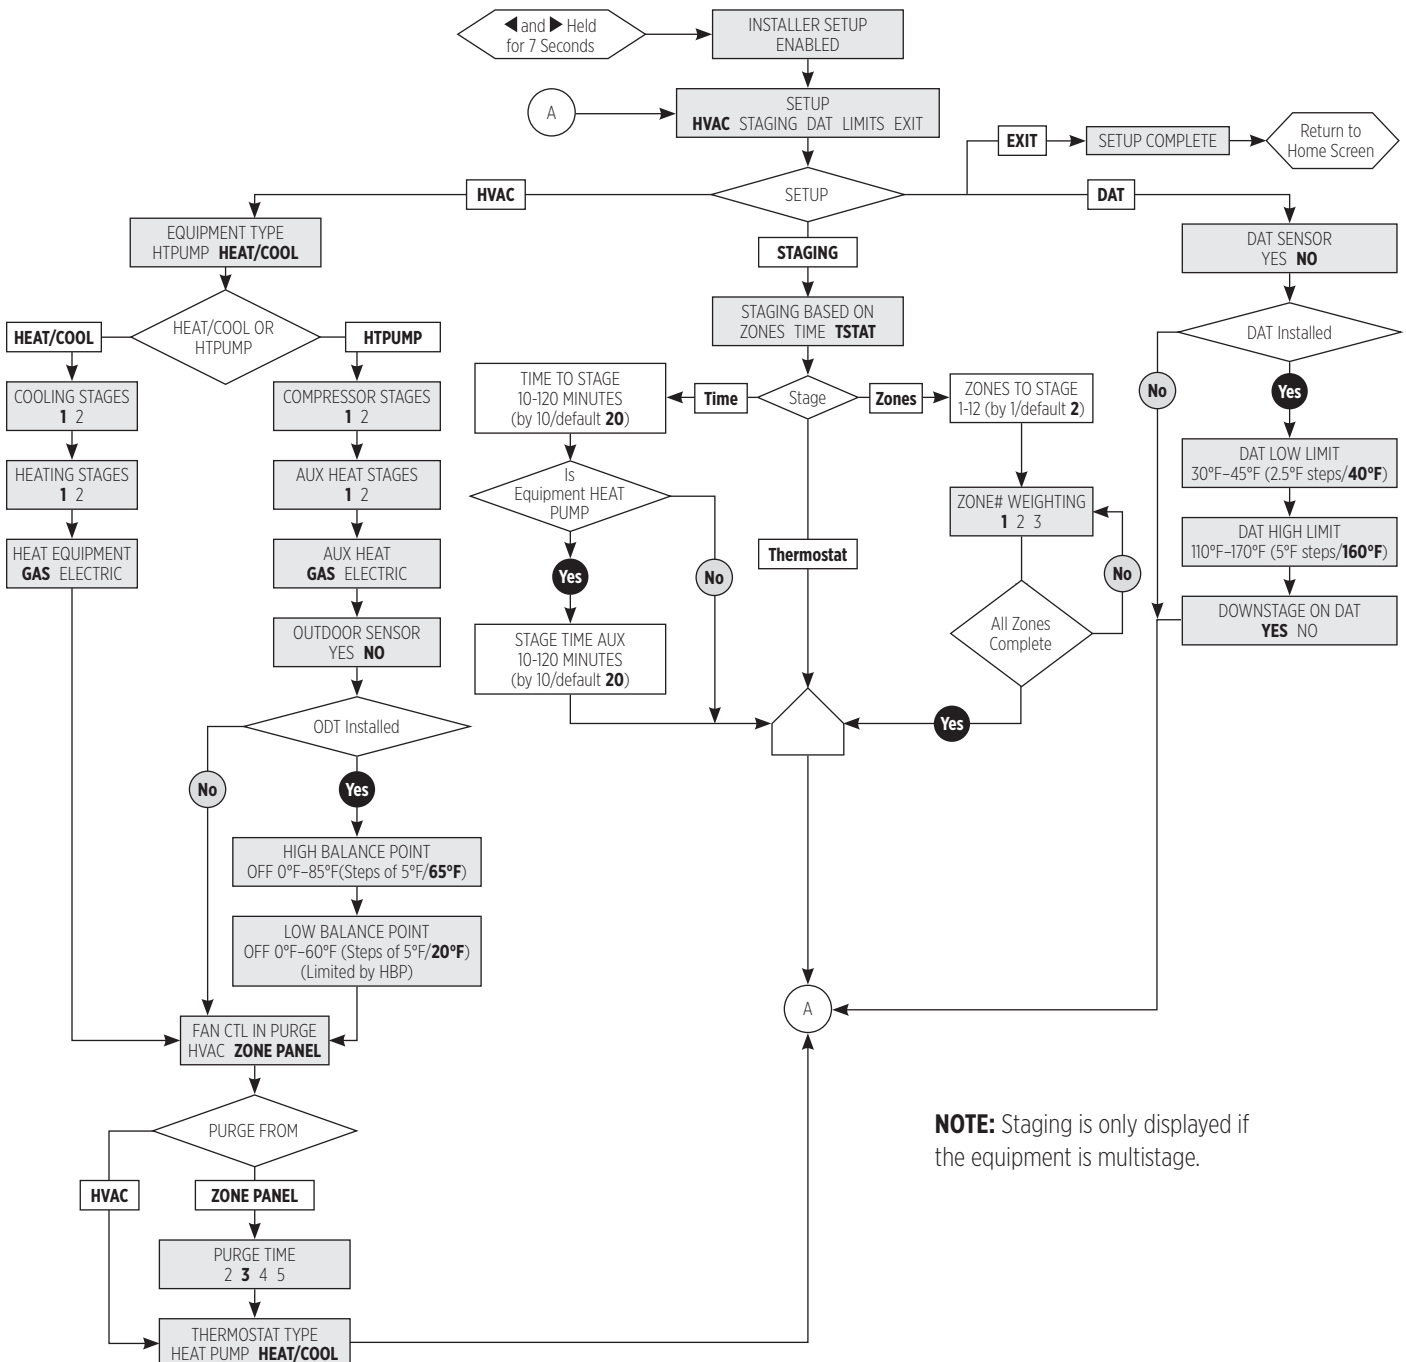 ◀ and ▶ Held
for 7 Seconds
INSTALLER SETUP
ENABLED
A
SETUP
HVAC STAGING DAT LIMITS EXIT
EXIT
SETUP COMPLETE
Return to
Home Screen
HVAC
SETUP
DAT
EQUIPMENT TYPE
HTPUMP HEAT/COOL
STAGING
DAT SENSOR
YES NO
HEAT/COOL
HEAT/COOL OR
HTPUMP
HTPUMP
STAGING BASED ON
ZONES TIME TSTAT
DAT Installed
COOLING STAGES
1 2
COMPRESSOR STAGES
1 2
TIME TO STAGE
10-120 MINUTES
(by 10/default 20)
Time
Stage
Zones
ZONES TO STAGE
1-12 (by 1/default 2)
No
Yes
HEATING STAGES
1 2
AUX HEAT STAGES
1 2
Is
Equipment HEAT
PUMP
ZONE# WEIGHTING
1 2 3
DAT LOW LIMIT
30°F–45°F (2.5°F steps/40°F)
HEAT EQUIPMENT
GAS ELECTRIC
AUX HEAT
GAS ELECTRIC
Yes
No
Thermostat
No
DAT HIGH LIMIT
110°F–170°F (5°F steps/160°F)
OUTDOOR SENSOR
YES NO
STAGE TIME AUX
10-120 MINUTES
(by 10/default 20)
All Zones
Complete
DOWNSTAGE ON DAT
YES NO
ODT Installed
Yes
No
Yes
HIGH BALANCE POINT
OFF 0°F–85°F(Steps of 5°F/65°F)
LOW BALANCE POINT
OFF 0°F–60°F (Steps of 5°F/20°F)
(Limited by HBP)
A
FAN CTL IN PURGE
HVAC ZONE PANEL
PURGE FROM
NOTE: Staging is only displayed if
the equipment is multistage.
HVAC
ZONE PANEL
PURGE TIME
2 3 4 5
THERMOSTAT TYPE
HEAT PUMP HEAT/COOL